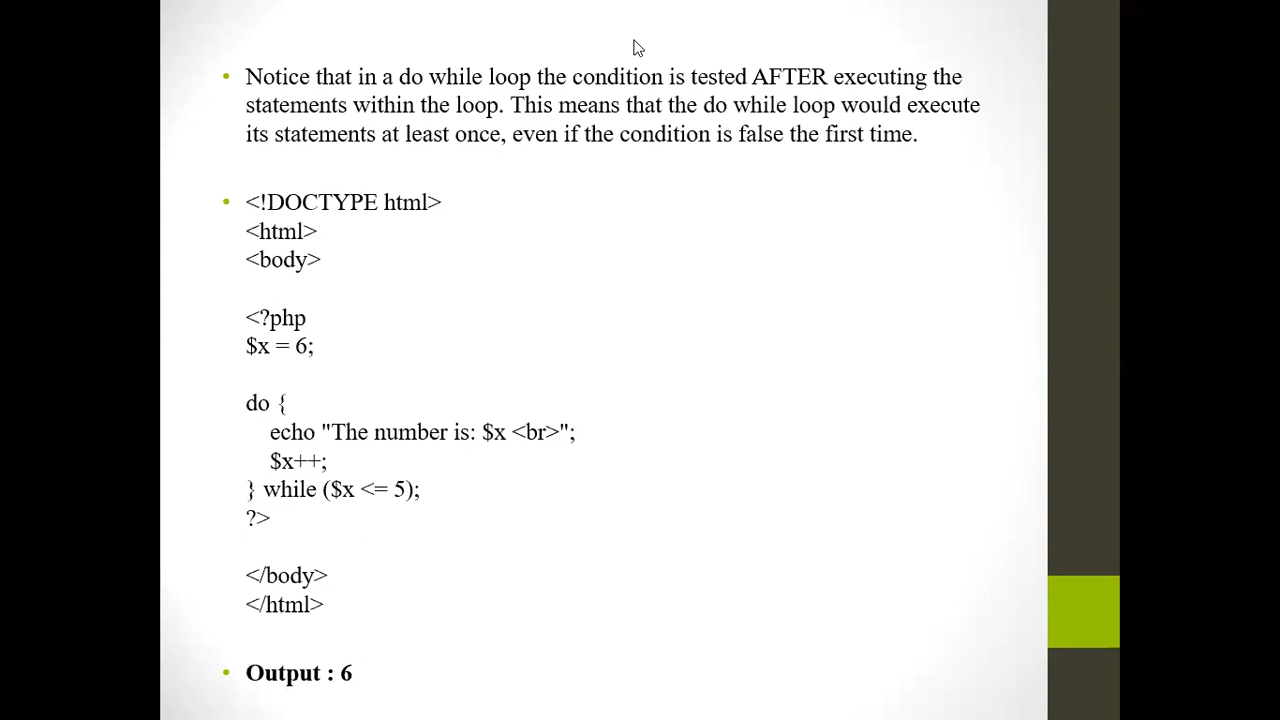 Notice that in a do while loop the condition is tested AFTER executing the
statements within the loop. This means that the do while loop would execute
its statements at least once, even if the condition is false the first time.
<!DOCTYPE html>
<html>
<body>
<?php
$x = 6;
do {
echo "The number is: $x <br>";
$x++;
} while ($x <= 5);
?>
</body>
</html>
Output : 6